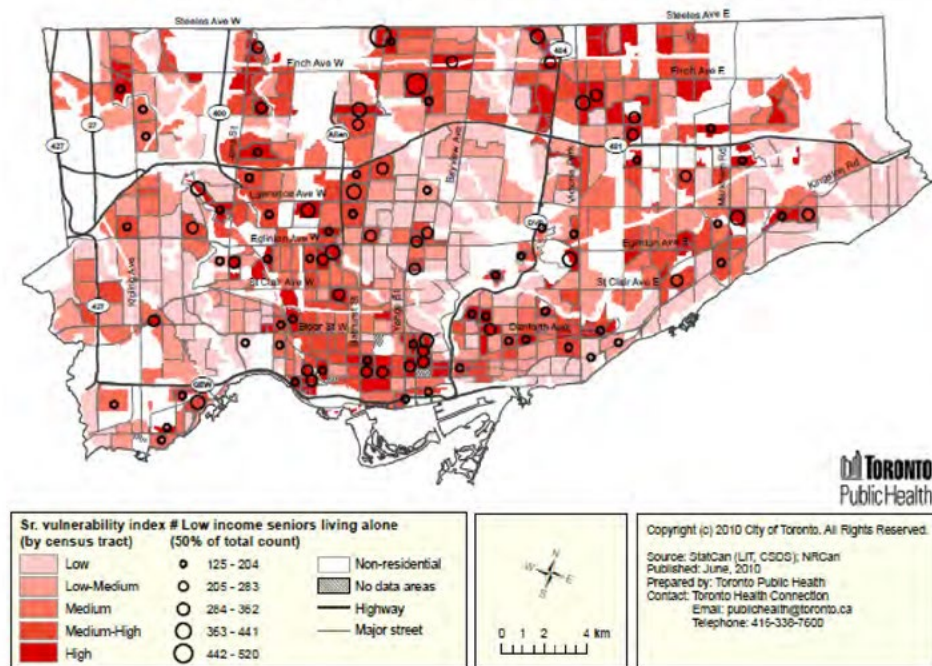 Steeles Ave W
Steeles Ave E
404
Finch Ave W
Finch Ave E
27
400
427
Allen
401
Bayview Ave
Victoria Park
Kingston Rd
Lawrence Ave W
DVP
Eglinton Ave W
Eglinton Ave E
Kipling Ave
St Clair Ave W
St Clair Ave E
427
Bathurst St
Yonge St
Bloor St W
Danforth Ave
QEW
TORONTO
Public Health
Sr. vulnerability index
(by census tract)
Low
Low-Medium
Medium
Medium-High
High
# Low income seniors living alone
(50% of total count)
125 - 204
205 - 283
284 - 362
363 - 441
442 - 520
Non-residential
No data areas
Highway
Major street
N
W
E
S
0 1 2 4 km
Copyright (c) 2010 City of Toronto. All Rights Reserved.
Source: StatCan (LIT, CSDS); NRCan
Published: June, 2010
Prepared by: Toronto Public Health
Contact: Toronto Health Connection
Email: publichealth@toronto.ca
Telephone: 416-338-7600